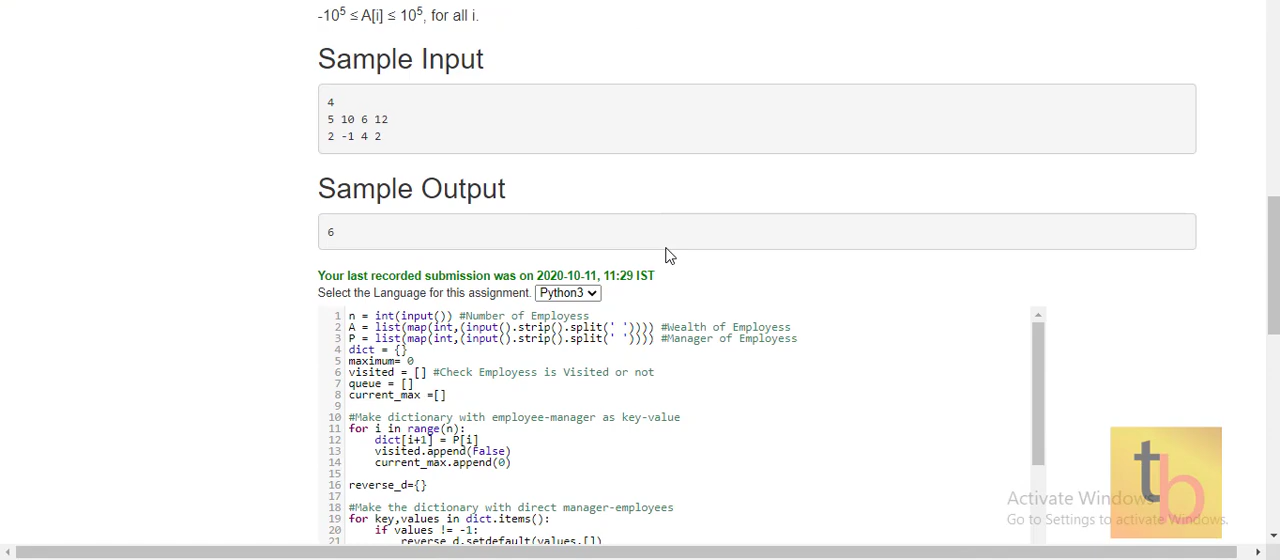 -10⁵ ≤ A[i] ≤ 10⁵, for all i.
Sample Input
4
5 10 6 12
2 -1 4 2
Sample Output
6
Your last recorded submission was on 2020-10-11, 11:29 IST
Select the Language for this assignment. Python3
1 n = int(input()) #Number of Employess
2 A = list(map(int,(input().strip().split(' ')))) #Wealth of Employess
3 P = list(map(int,(input().strip().split(' ')))) #Manager of Employess
4 dict = {}
5 maximum= 0
6 visited = [] #Check Employess is Visited or not
7 queue = []
8 current_max =[]
9
10 #Make dictionary with employee-manager as key-value
11 for i in range(n):
12     dict[i+1] = P[i]
13     visited.append(False)
14     current_max.append(0)
15
16 reverse_d={}
17
18 #Make the dictionary with direct manager-employees
19 for key,values in dict.items():
20     if values != -1:
21         reverse_d.setdefault(values,[])
tb
Activate Windows
Go to Settings to activate Windows.